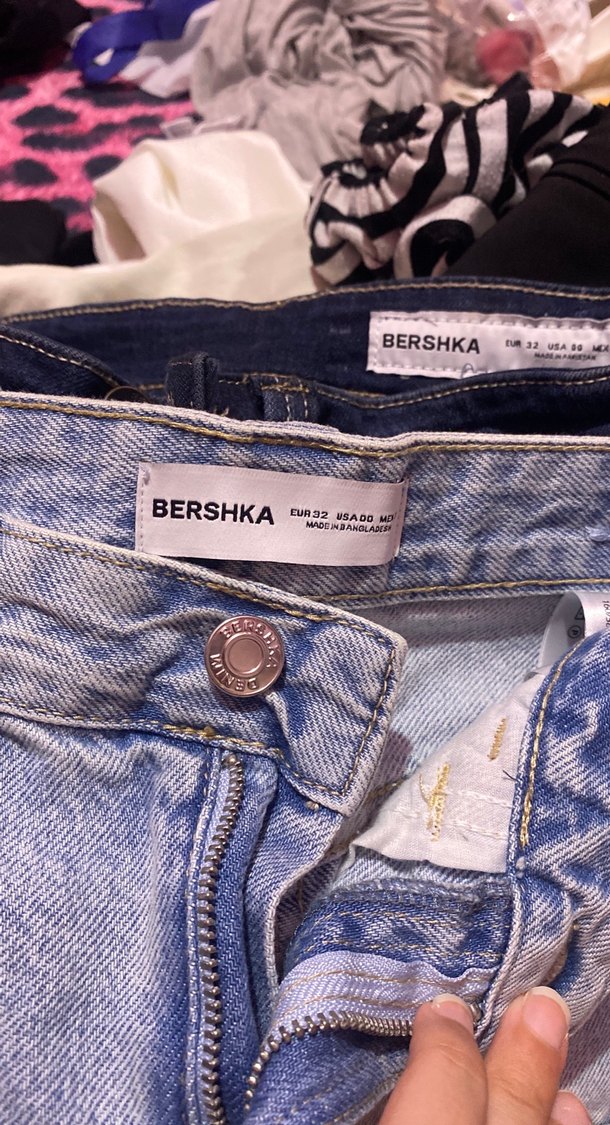 BERSHKA
EUR 32 USA 00 MEX
MADE IN PAKISTAN
BERSHKA
EUR 32 USA 00 MEX
MADE IN BANGLADESH
BERSHKA
DENIM